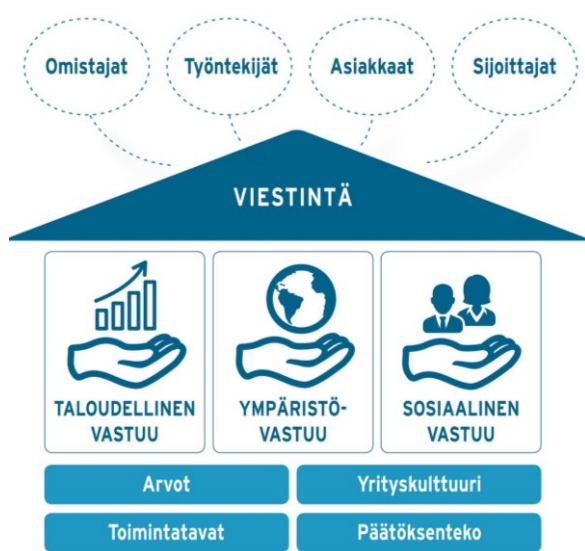 Omistajat
Työntekijät
Asiakkaat
Sijoittajat
VIESTINTÄ
TALOUDELLINEN
VASTUU
YMPÄRISTÖ-
VASTUU
SOSIAALINEN
VASTUU
Arvot
Yrityskulttuuri
Toimintatavat
Päätöksenteko